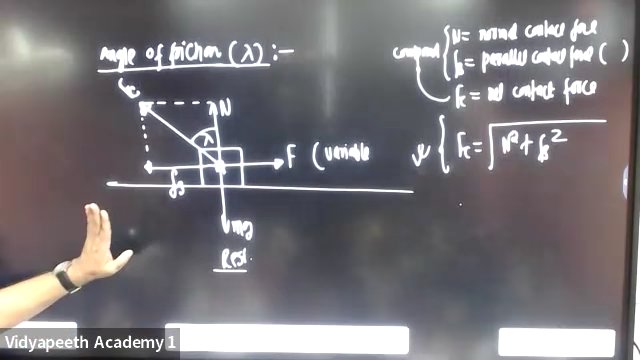 Angle of friction (λ) :-
N = normal contact force
fs = parallel contact force ( )
component
Fc = net contact force
Fc
N
λ
F (variable
fs
mg
Rest.
Fc = √N²+fs²
Vidyapeeth Academy 1